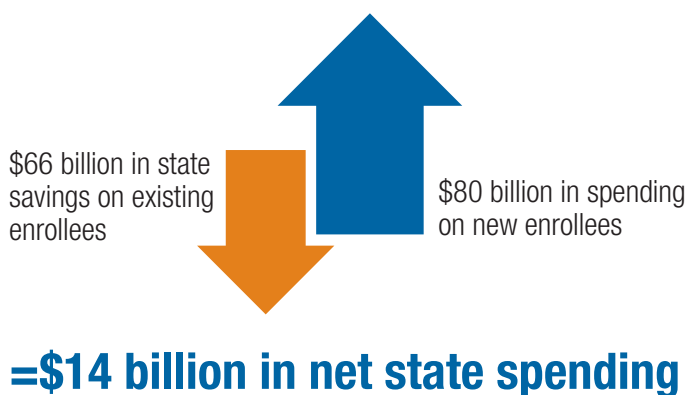 $66 billion in state
savings on existing
enrollees
$80 billion in spending
on new enrollees
=$14 billion in net state spending